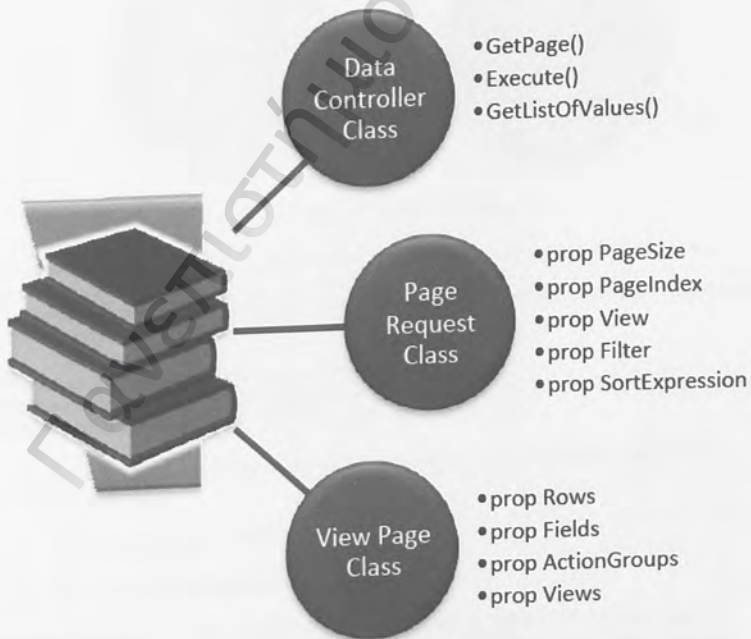 Data
Controller
Class
•GetPage()
•Execute()
•GetListOfValues()
Page
Request
Class
•prop PageSize
•prop PageIndex
•prop View
•prop Filter
•prop SortExpression
View Page
Class
•prop Rows
•prop Fields
•prop ActionGroups
•prop Views